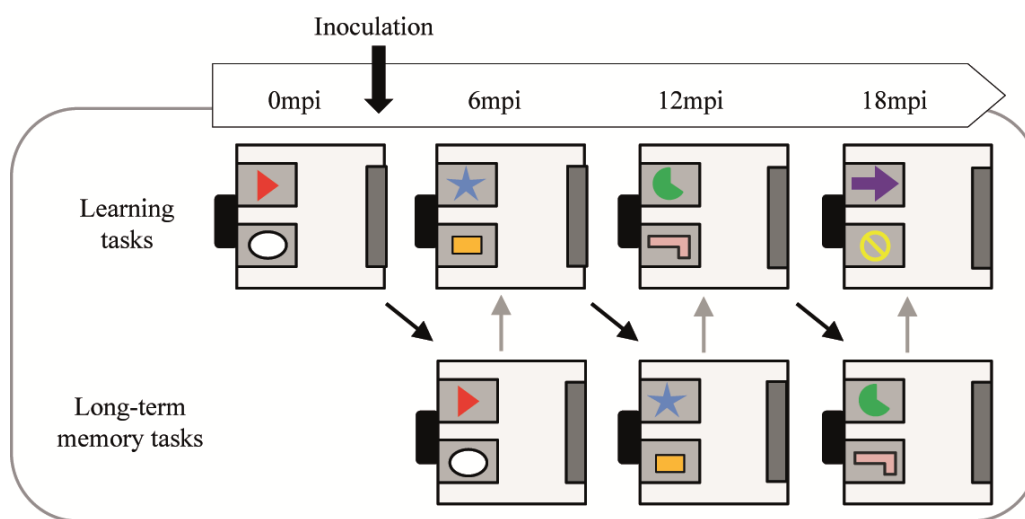 Inoculation
0mpi 6mpi 12mpi 18mpi
Learning
tasks
Long-term
memory tasks